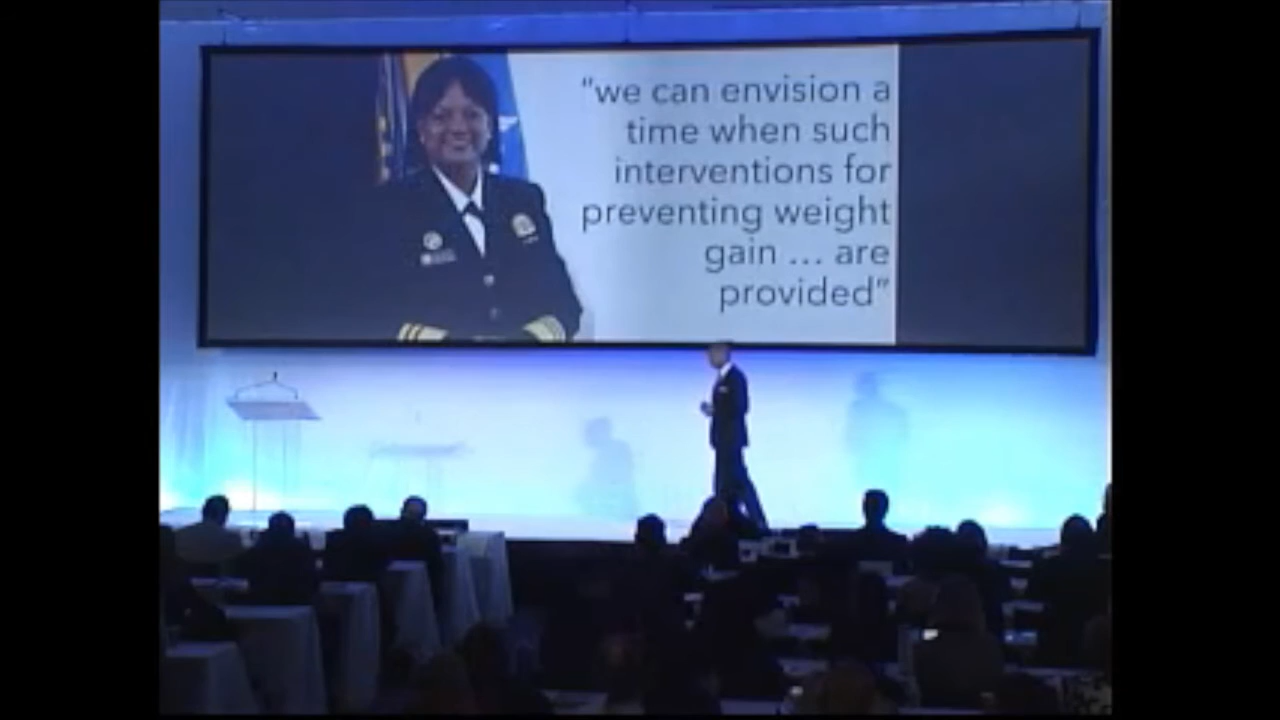 “we can envision a
time when such
interventions for
preventing weight
gain ... are
provided”